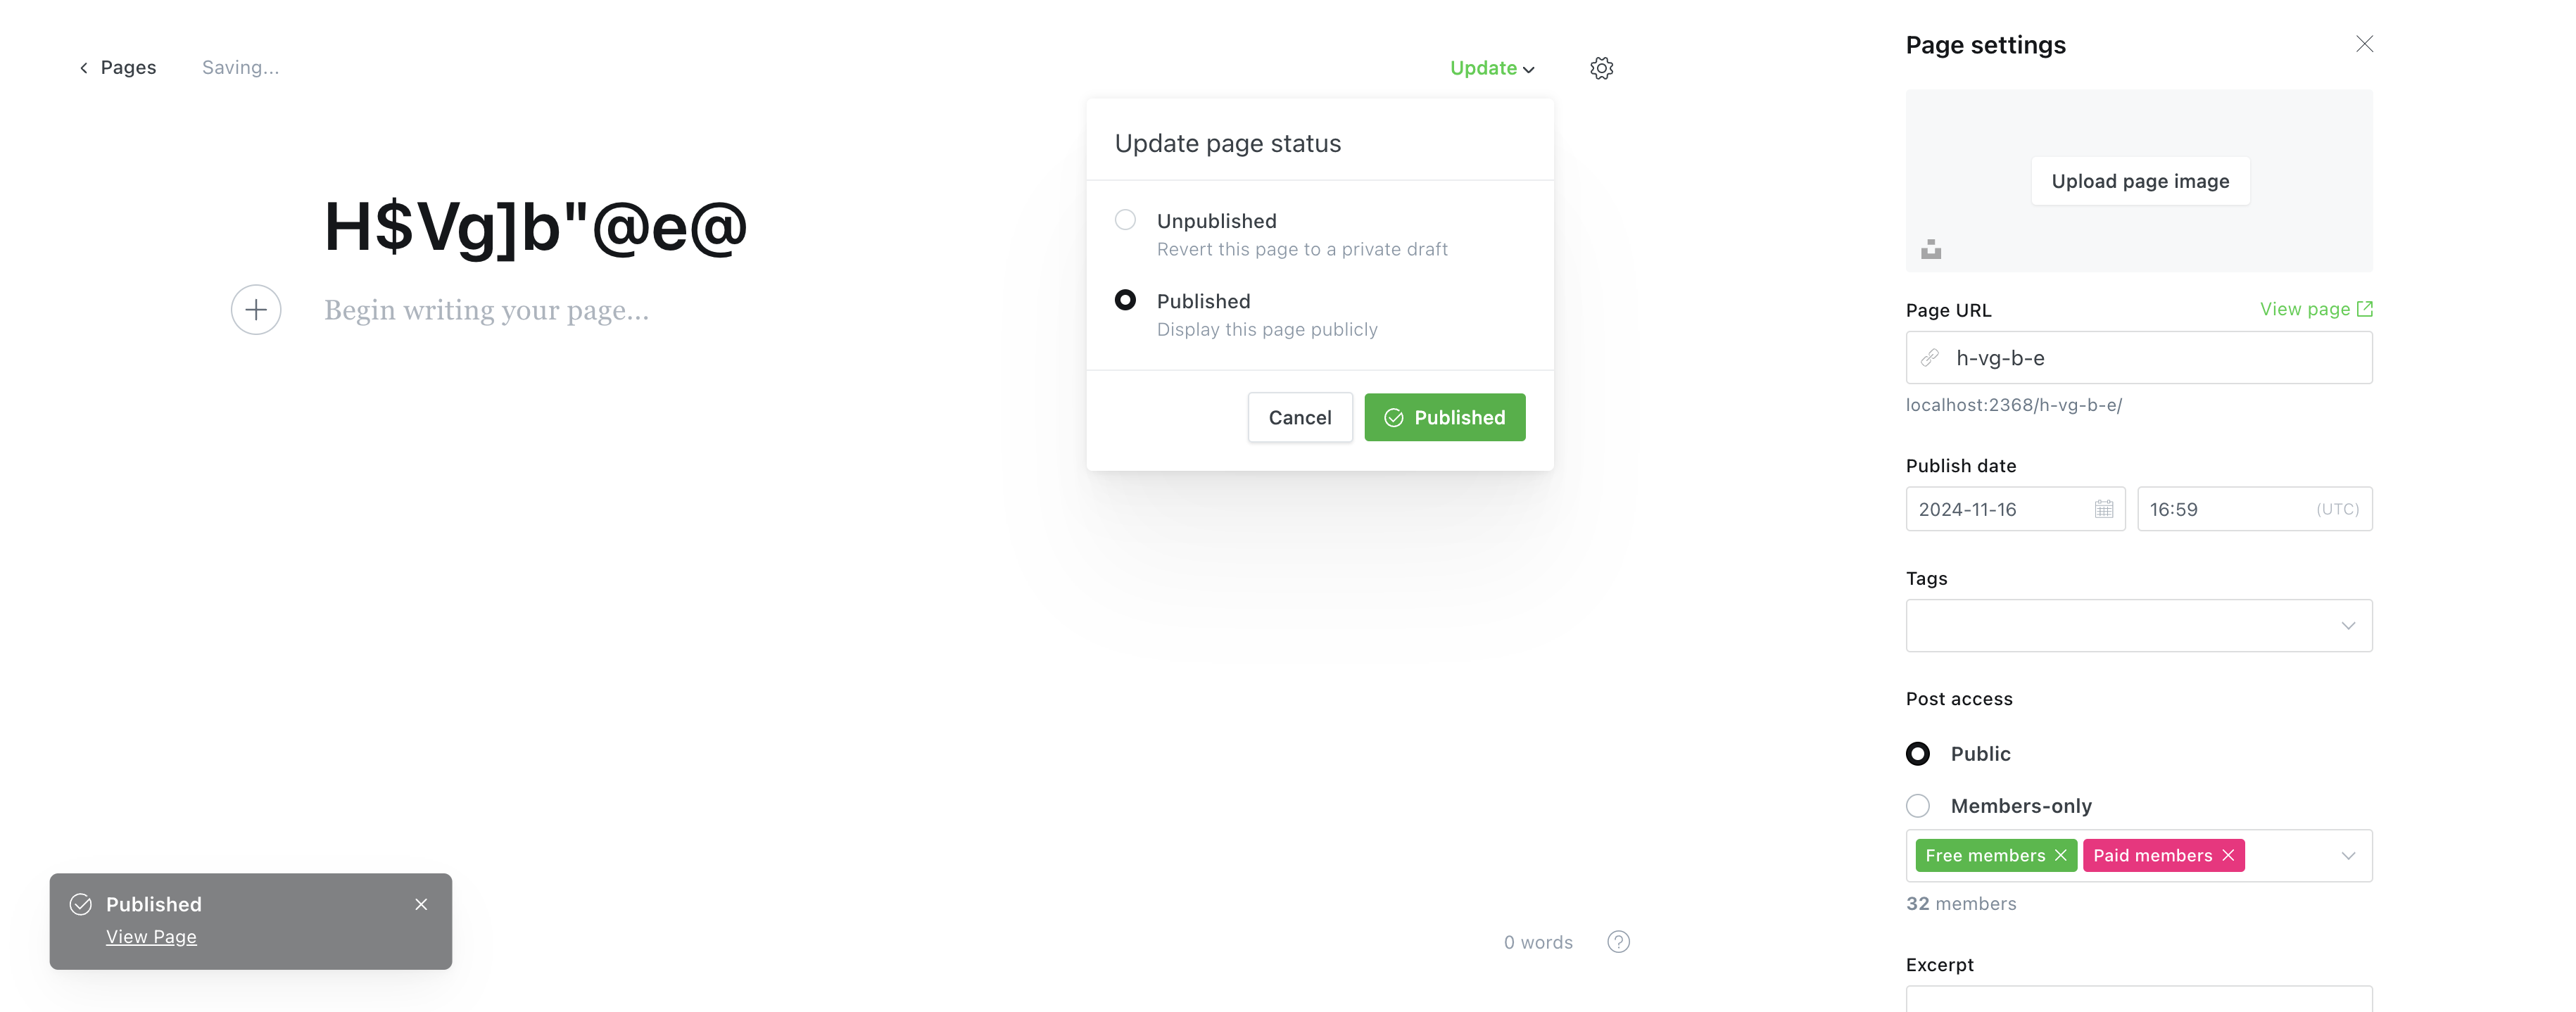 Pages
Saving...
Update
H$Vg]b"@e@
Begin writing your page...
Update page status
Unpublished
Revert this page to a private draft
Published
Display this page publicly
Cancel
Published
Published
View Page
0 words
?
Page settings
Upload page image
Page URL
View page
h-vg-b-e
localhost:2368/h-vg-b-e/
Publish date
2024-11-16
16:59 (UTC)
Tags
Post access
Public
Members-only
Free members
Paid members
32 members
Excerpt